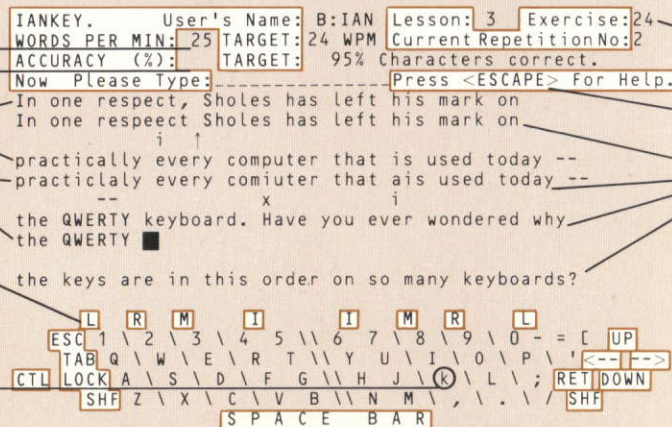 IANKEY. User's Name: B:IAN Lesson: 3 Exercise: 24
WORDS PER MIN: 25 TARGET: 24 WPM Current Repetition No: 2
ACCURACY (%): TARGET: 95% Characters correct.
Now Please Type:_______________Press <ESCAPE> For Help.
In one respect, Sholes has left his mark on
In one respeect Sholes has left his mark on
i ↑
practically every computer that is used today --
practiclaly every comiuter that ais used today --
-- x i
the QWERTY keyboard. Have you ever wondered why
the QWERTY
the keys are in this order on so many keyboards?
L R M I I M R L
ESC 1 \ 2 \ 3 \ 4 5 \\ 6 7 \ 8 \ 9 \ 0 - = [ UP
TAB Q \ W \ E \ R T \\ Y U \ I \ O \ P \ ' <-- -->
CTL LOCK A \ S \ D \ F G \\ H J \ k \ L \ ; RET DOWN
SHF Z \ X \ C \ V B \\ N M \ , \ . \ / SHF
SPACE BAR